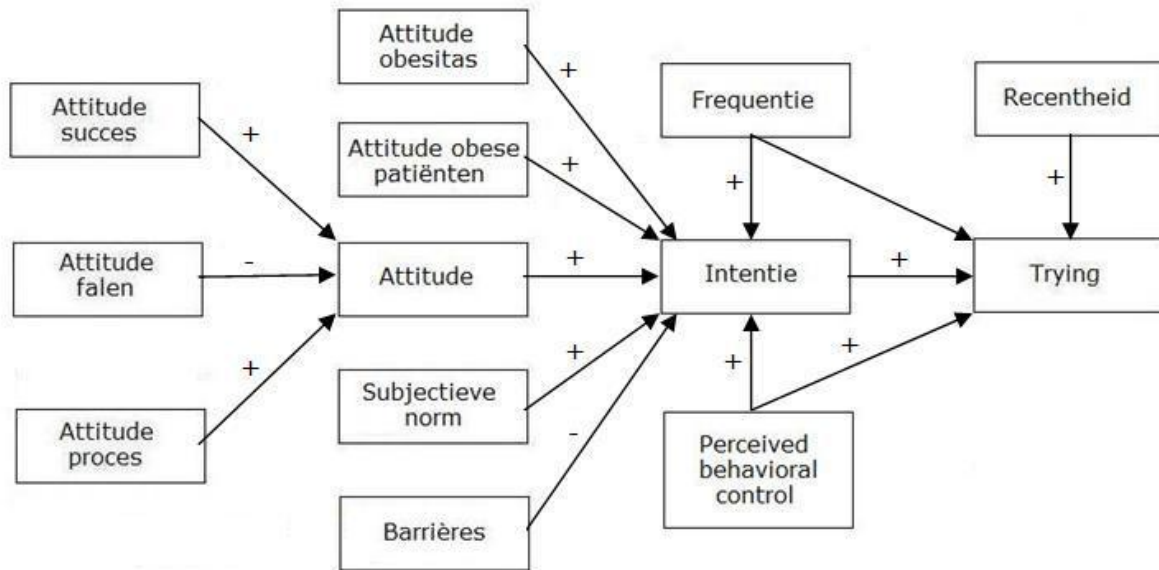 Attitude
obesitas
+
Frequentie
Recentheid
Attitude
succes
+
Attitude obese
patiënten
+
+
+
Attitude
falen
-
Attitude
+
Intentie
+
Trying
+
Subjectieve
norm
+
+
+
Attitude
proces
-
Perceived
behavioral
control
Barrières